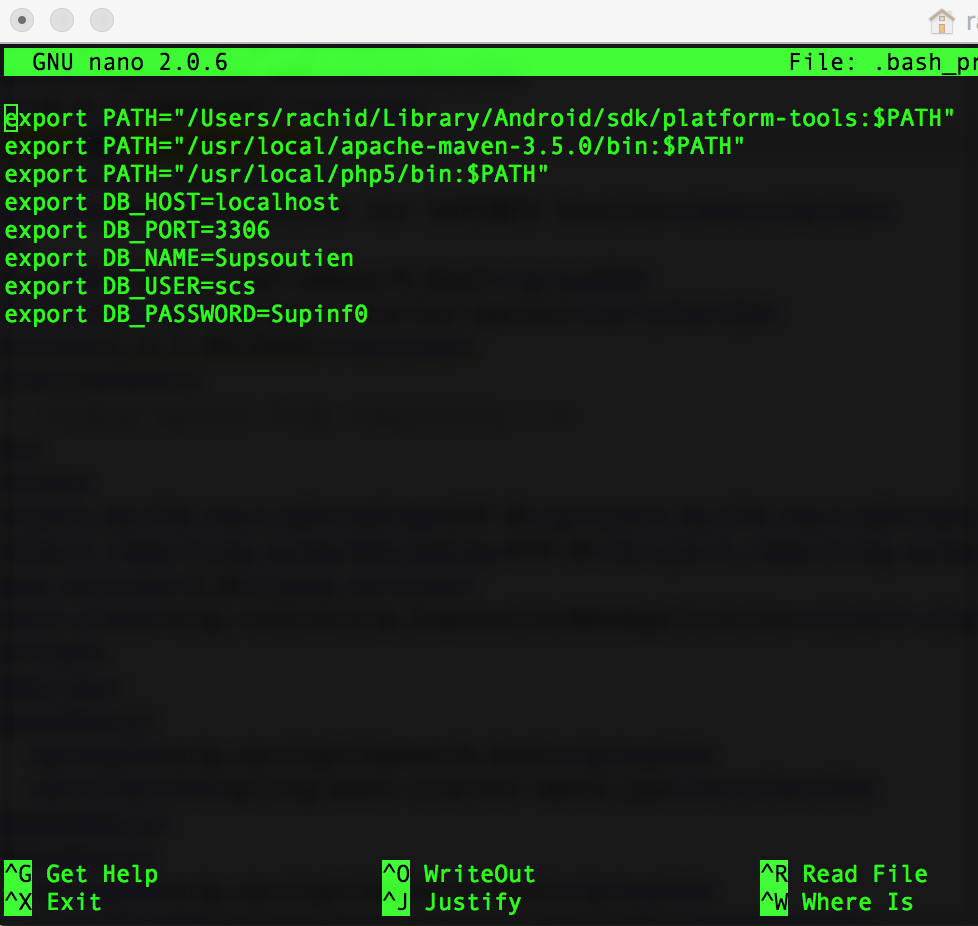 GNU nano 2.0.6 File: .bash_pr
export PATH="/Users/rachid/Library/Android/sdk/platform-tools:$PATH"
export PATH="/usr/local/apache-maven-3.5.0/bin:$PATH"
export PATH="/usr/local/php5/bin:$PATH"
export DB_HOST=localhost
export DB_PORT=3306
export DB_NAME=Supsoutien
export DB_USER=scs
export DB_PASSWORD=Supinf0
^G Get Help ^O WriteOut ^R Read File
^X Exit ^J Justify ^W Where Is